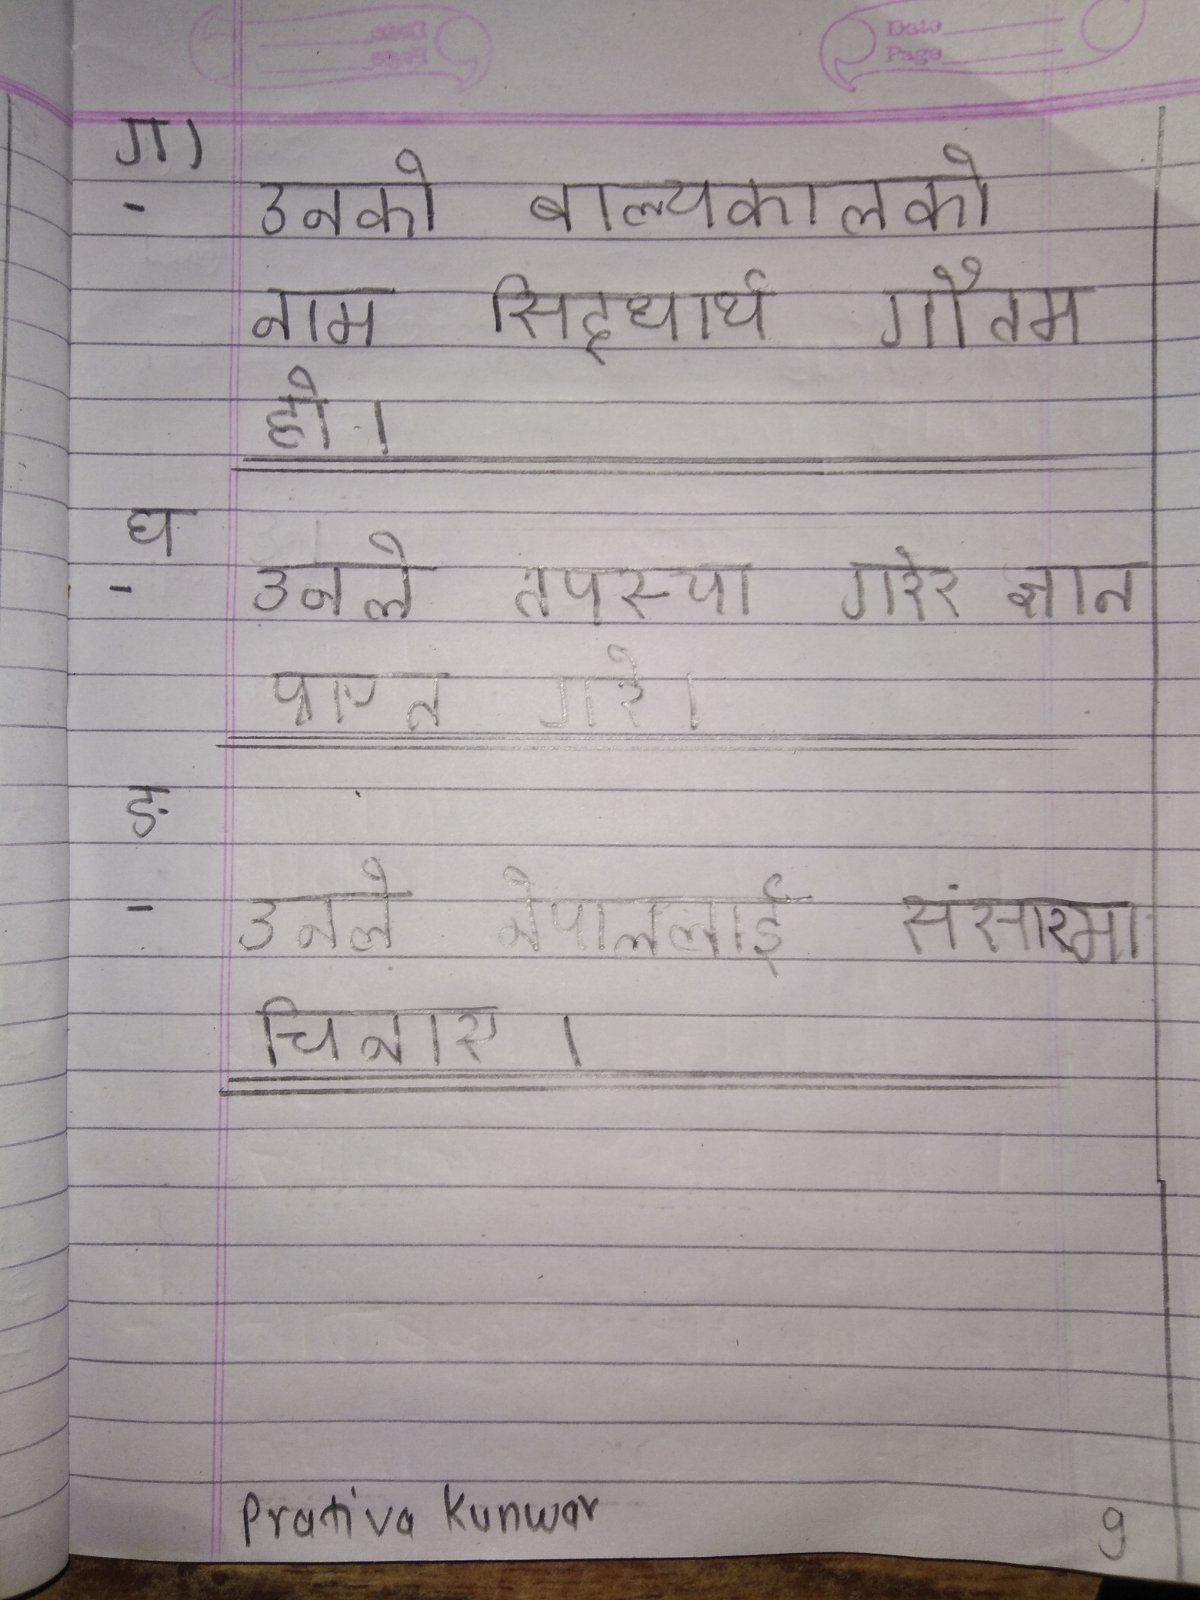 Date
Page
ग)
- उनको बाल्यकालको
नाम सिद्धार्थ गौतम
हो ।
घ
- उनले तपस्या गरेर ज्ञान
प्राप्त गरे ।
ङ
- उनले नेपाललाई संसारमा
चिनाए ।
Prativa Kunwar
9